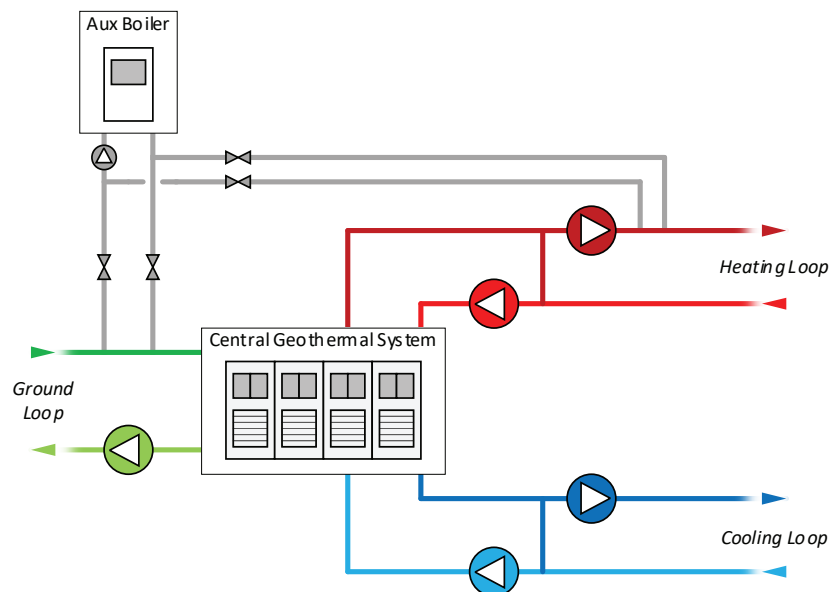 Aux Boiler
Heating Loop
Central Geothermal System
Ground
Loop
Cooling Loop